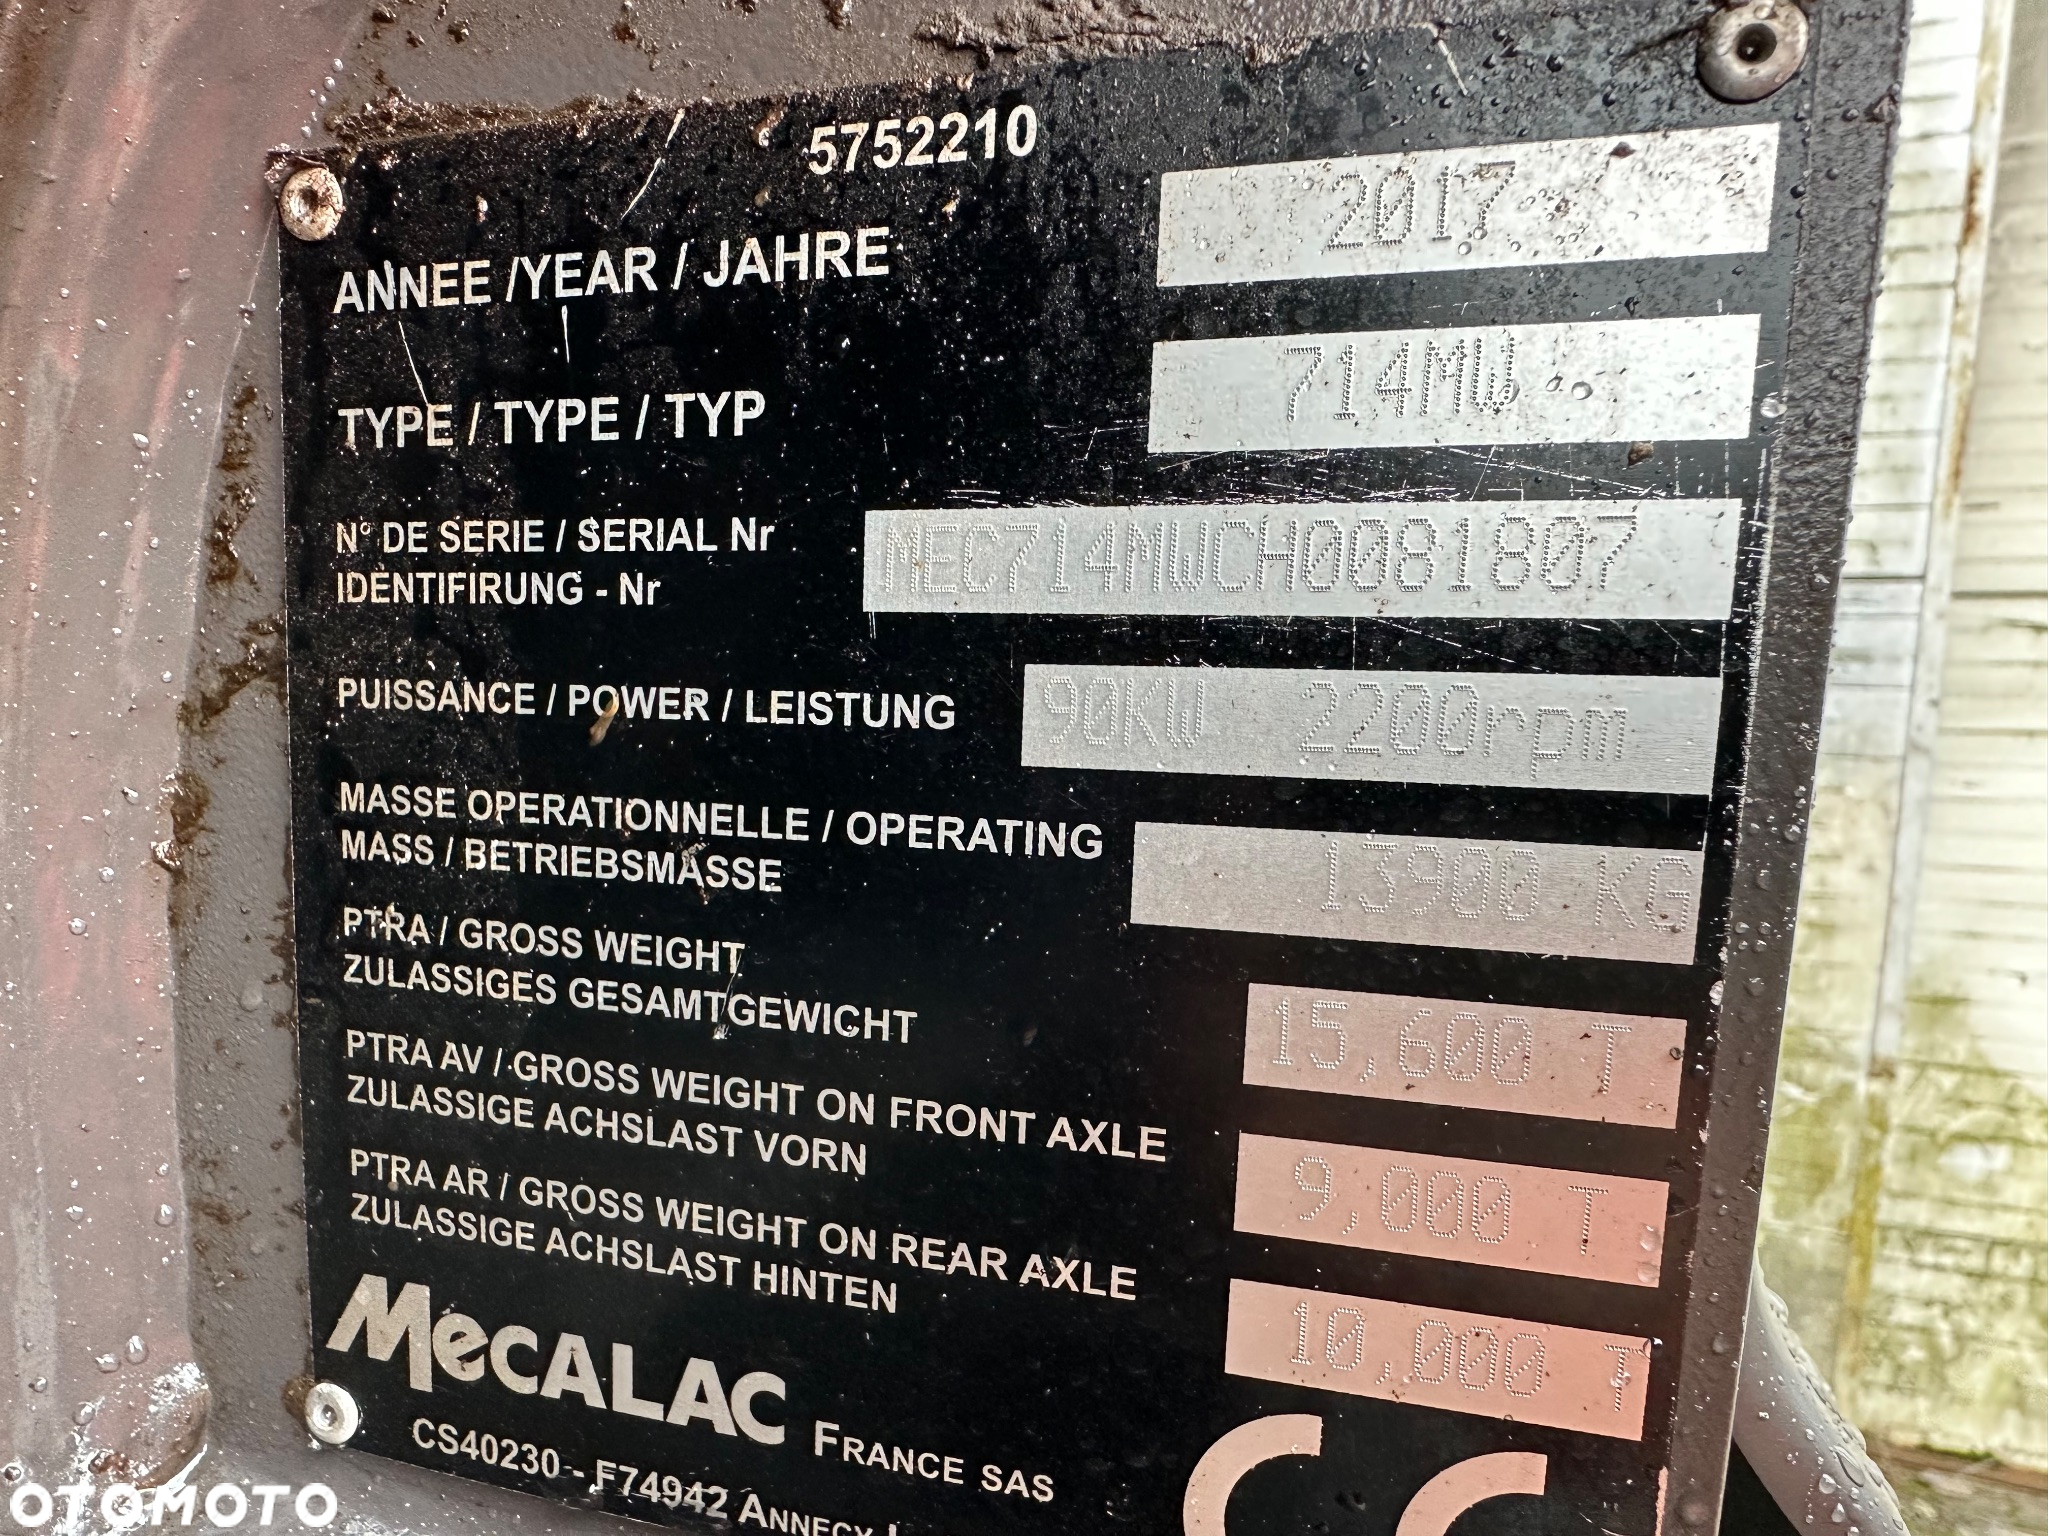 5752210
ANNEE /YEAR / JAHRE 2017
TYPE / TYPE / TYP 714MW
N° DE SERIE / SERIAL Nr
IDENTIFIRUNG - Nr MEC714MWCH0081807
PUISSANCE / POWER / LEISTUNG 90KW 2200rpm
MASSE OPERATIONNELLE / OPERATING
MASS / BETRIEBSMASSE 13900 KG
PTRA / GROSS WEIGHT
ZULASSIGES GESAMTGEWICHT 15,600 T
PTRA AV / GROSS WEIGHT ON FRONT AXLE
ZULASSIGE ACHSLAST VORN 9,000 T
PTRA AR / GROSS WEIGHT ON REAR AXLE
ZULASSIGE ACHSLAST HINTEN 10,000 T
MECALAC FRANCE SAS
CS40230 - F74942 ANNECY
CE
OTOMOTO